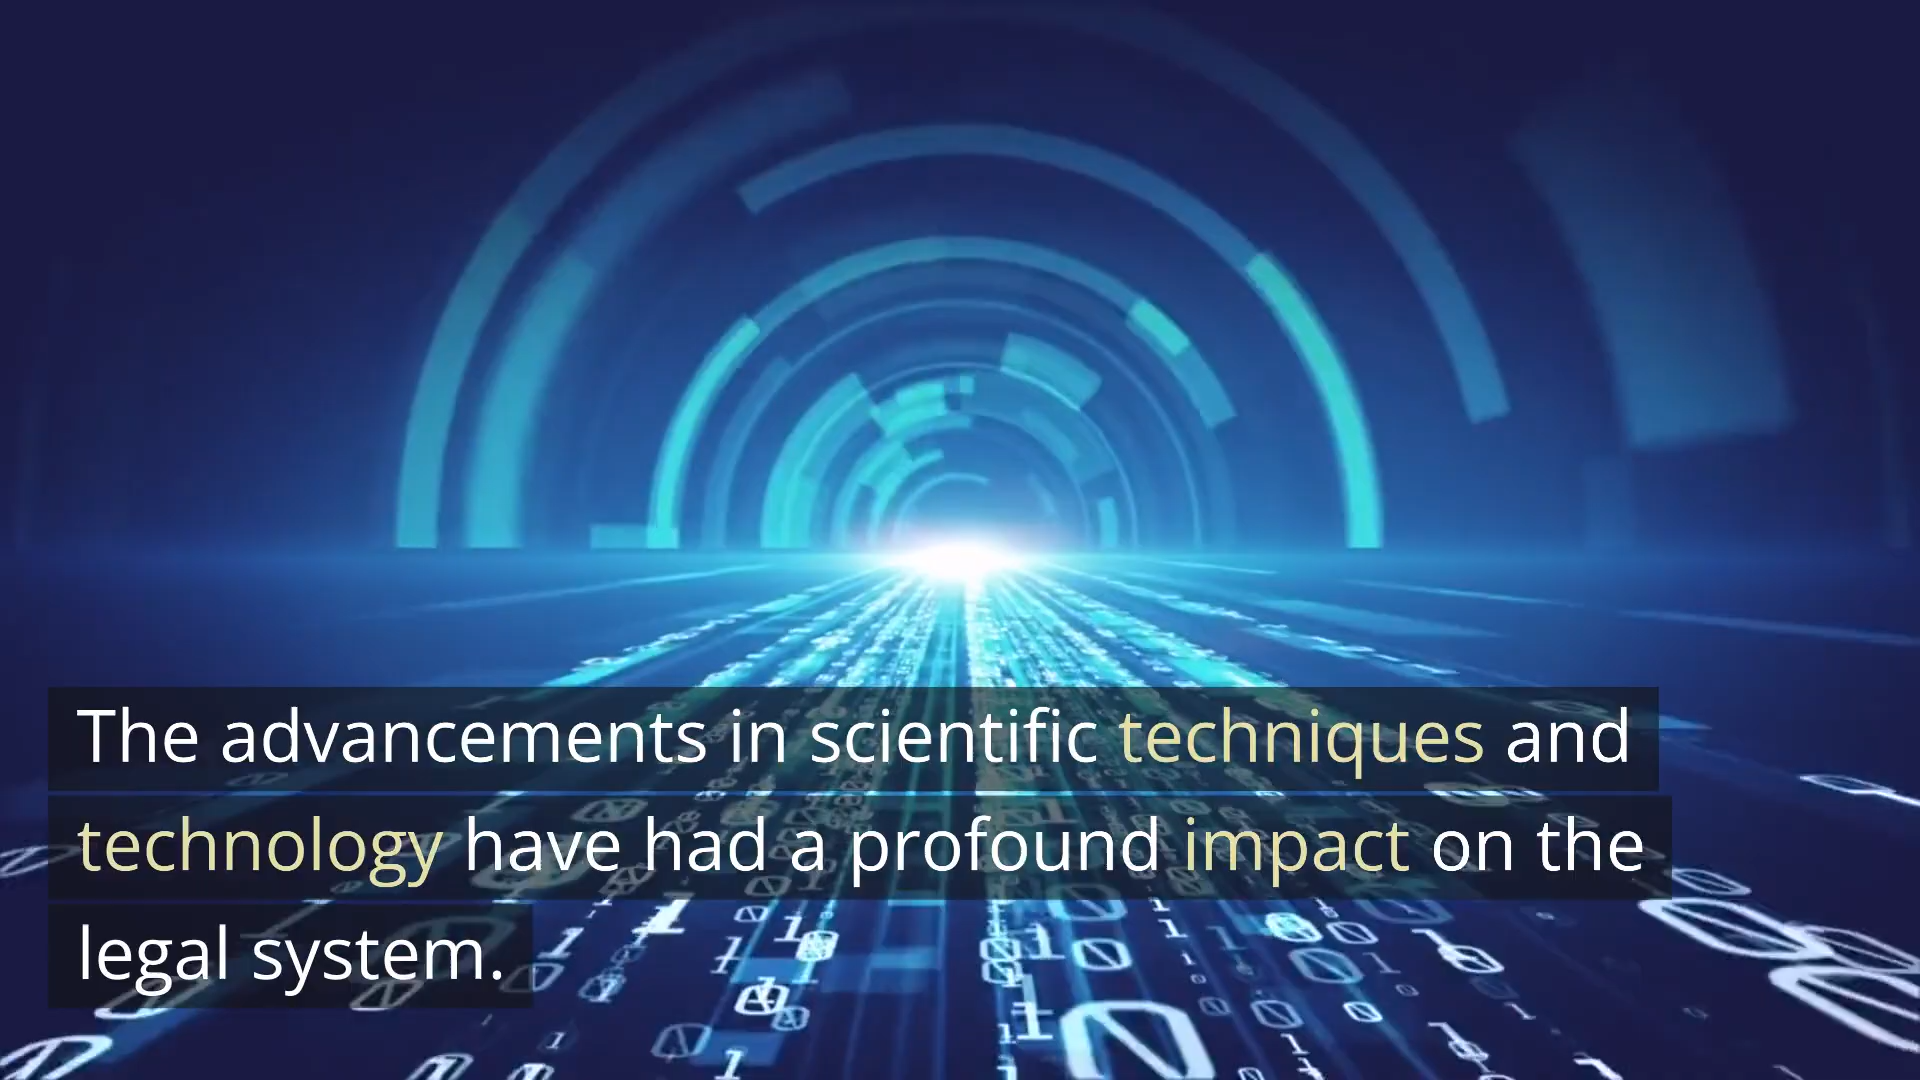 The advancements in scientific techniques and
technology have had a profound impact on the
legal system.